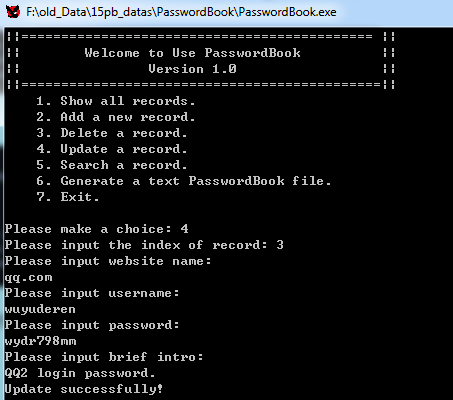 F:\old_Data\15pb_datas\PasswordBook\PasswordBook.exe
||============================================ ||
||        Welcome to Use PasswordBook          ||
||                Version 1.0                  ||
||=============================================||
1. Show all records.
2. Add a new record.
3. Delete a record.
4. Update a record.
5. Search a record.
6. Generate a text PasswordBook file.
7. Exit.
Please make a choice: 4
Please input the index of record: 3
Please input website name:
qq.com
Please input username:
wuyuderen
Please input password:
wydr798mm
Please input brief intro:
QQ2 login password.
Update successfully!